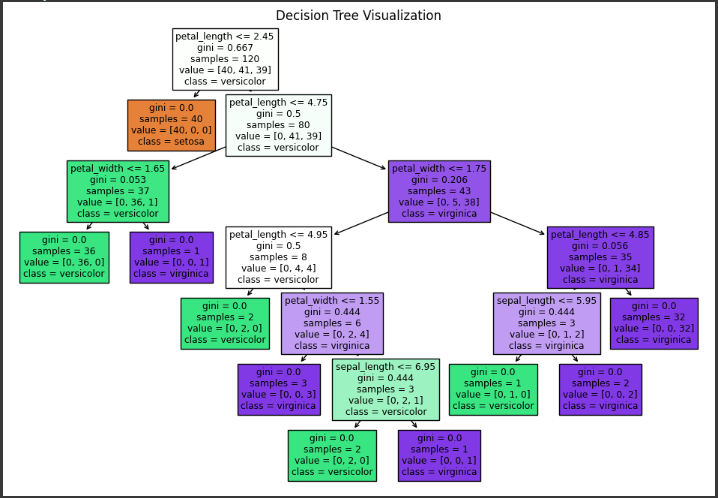 Decision Tree Visualization
petal_length <= 2.45
gini = 0.667
samples = 120
value = [40, 41, 39]
class = versicolor
gini = 0.0
samples = 40
value = [40, 0, 0]
class = setosa
petal_length <= 4.75
gini = 0.5
samples = 80
value = [0, 41, 39]
class = versicolor
petal_width <= 1.65
gini = 0.053
samples = 37
value = [0, 36, 1]
class = versicolor
petal_width <= 1.75
gini = 0.206
samples = 43
value = [0, 5, 38]
class = virginica
gini = 0.0
samples = 36
value = [0, 36, 0]
class = versicolor
gini = 0.0
samples = 1
value = [0, 0, 1]
class = virginica
petal_length <= 4.95
gini = 0.5
samples = 8
value = [0, 4, 4]
class = versicolor
petal_length <= 4.85
gini = 0.056
samples = 35
value = [0, 1, 34]
class = virginica
gini = 0.0
samples = 2
value = [0, 2, 0]
class = versicolor
petal_width <= 1.55
gini = 0.444
samples = 6
value = [0, 2, 4]
class = virginica
sepal_length <= 5.95
gini = 0.444
samples = 3
value = [0, 1, 2]
class = virginica
gini = 0.0
samples = 32
value = [0, 0, 32]
class = virginica
gini = 0.0
samples = 3
value = [0, 0, 3]
class = virginica
sepal_length <= 6.95
gini = 0.444
samples = 3
value = [0, 2, 1]
class = versicolor
gini = 0.0
samples = 1
value = [0, 1, 0]
class = versicolor
gini = 0.0
samples = 2
value = [0, 0, 2]
class = virginica
gini = 0.0
samples = 2
value = [0, 2, 0]
class = versicolor
gini = 0.0
samples = 1
value = [0, 0, 1]
class = virginica